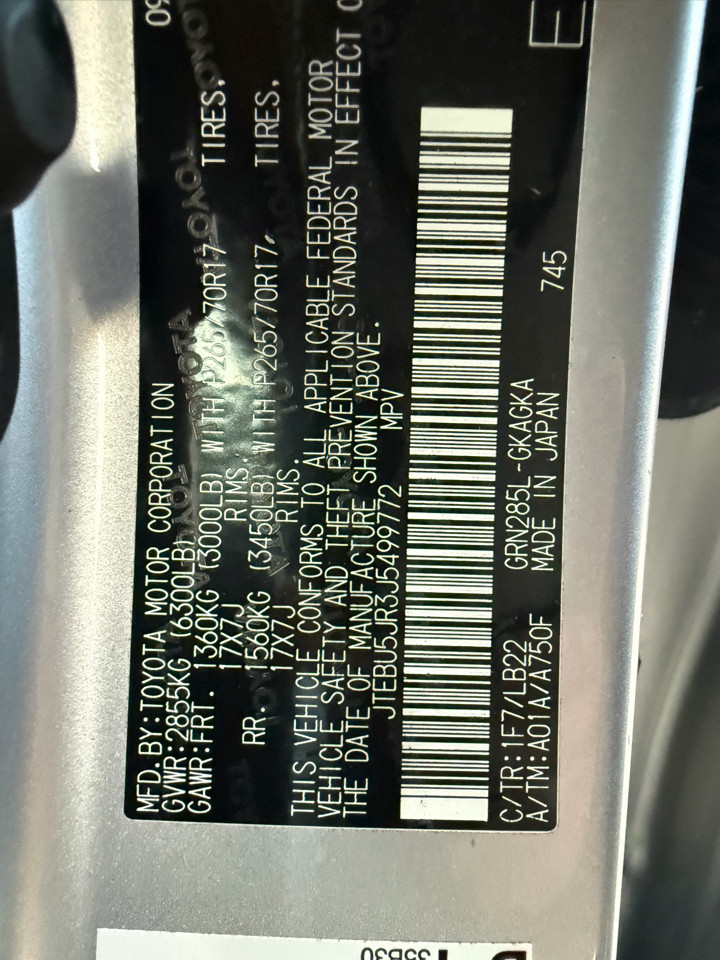 MFD.BY:TOYOTA MOTOR CORPORATION 09
GVWR:2855KG (6300LB)
GAWR:FRT. 1360KG (3000LB) WITH P265/70R17 TIRES,
17X7J RIMS.
RR. 1560KG (3450LB) WITH P265/70R17, TIRES,
17X7J RIMS.
THIS VEHICLE CONFORMS TO ALL APPLICABLE FEDERAL MOTOR
VEHICLE SAFETY AND THEFT PREVENTION STANDARDS IN EFFECT O
THE DATE OF MANUFACTURE SHOWN ABOVE.
JTEBU5JR3J5499772 MPV
C/TR:1F7/LB22 GRN285L-GKAGKA
A/TM:A01A/A750F MADE IN JAPAN 745
35B30